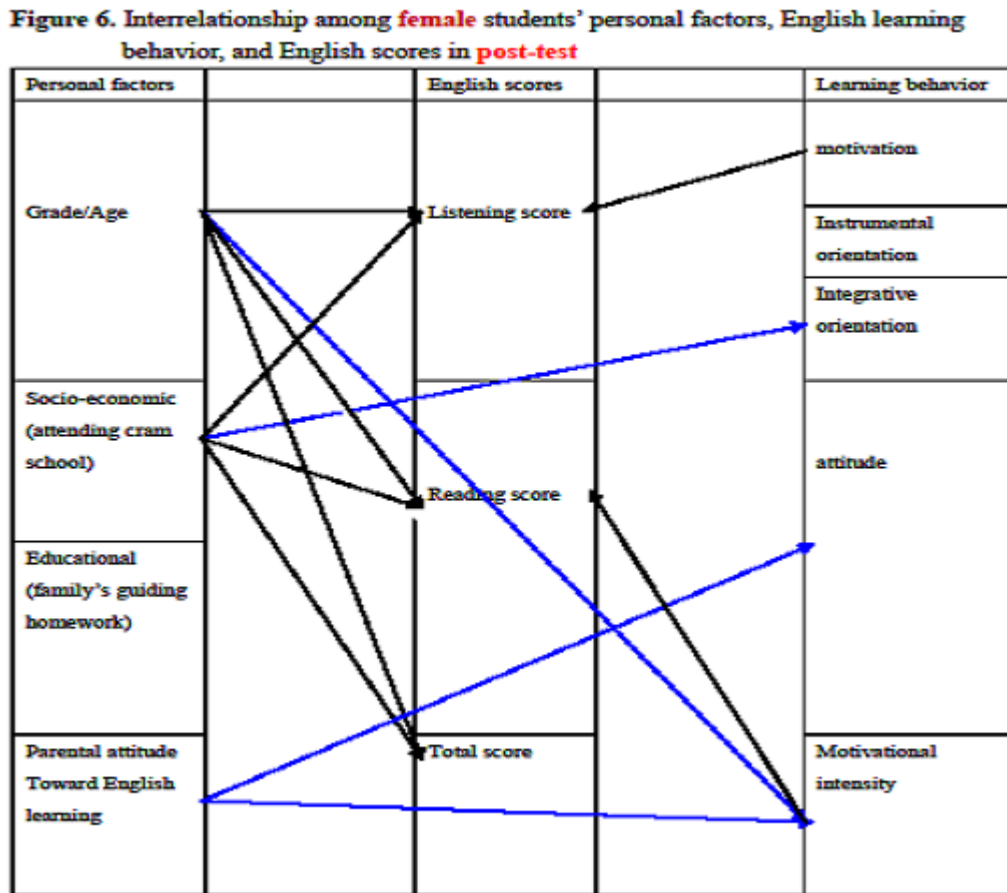 Figure 6. Interrelationship among female students' personal factors, English learning
behavior, and English scores in post-test
Personal factors
English scores
Learning behavior
motivation
Grade/Age
Listening score
Instrumental
orientation
Integrative
orientation
Socio-economic
(attending cram
school)
attitude
Reading score
Educational
(family's guiding
homework)
Parental attitude
Toward English
learning
Total score
Motivational
intensity